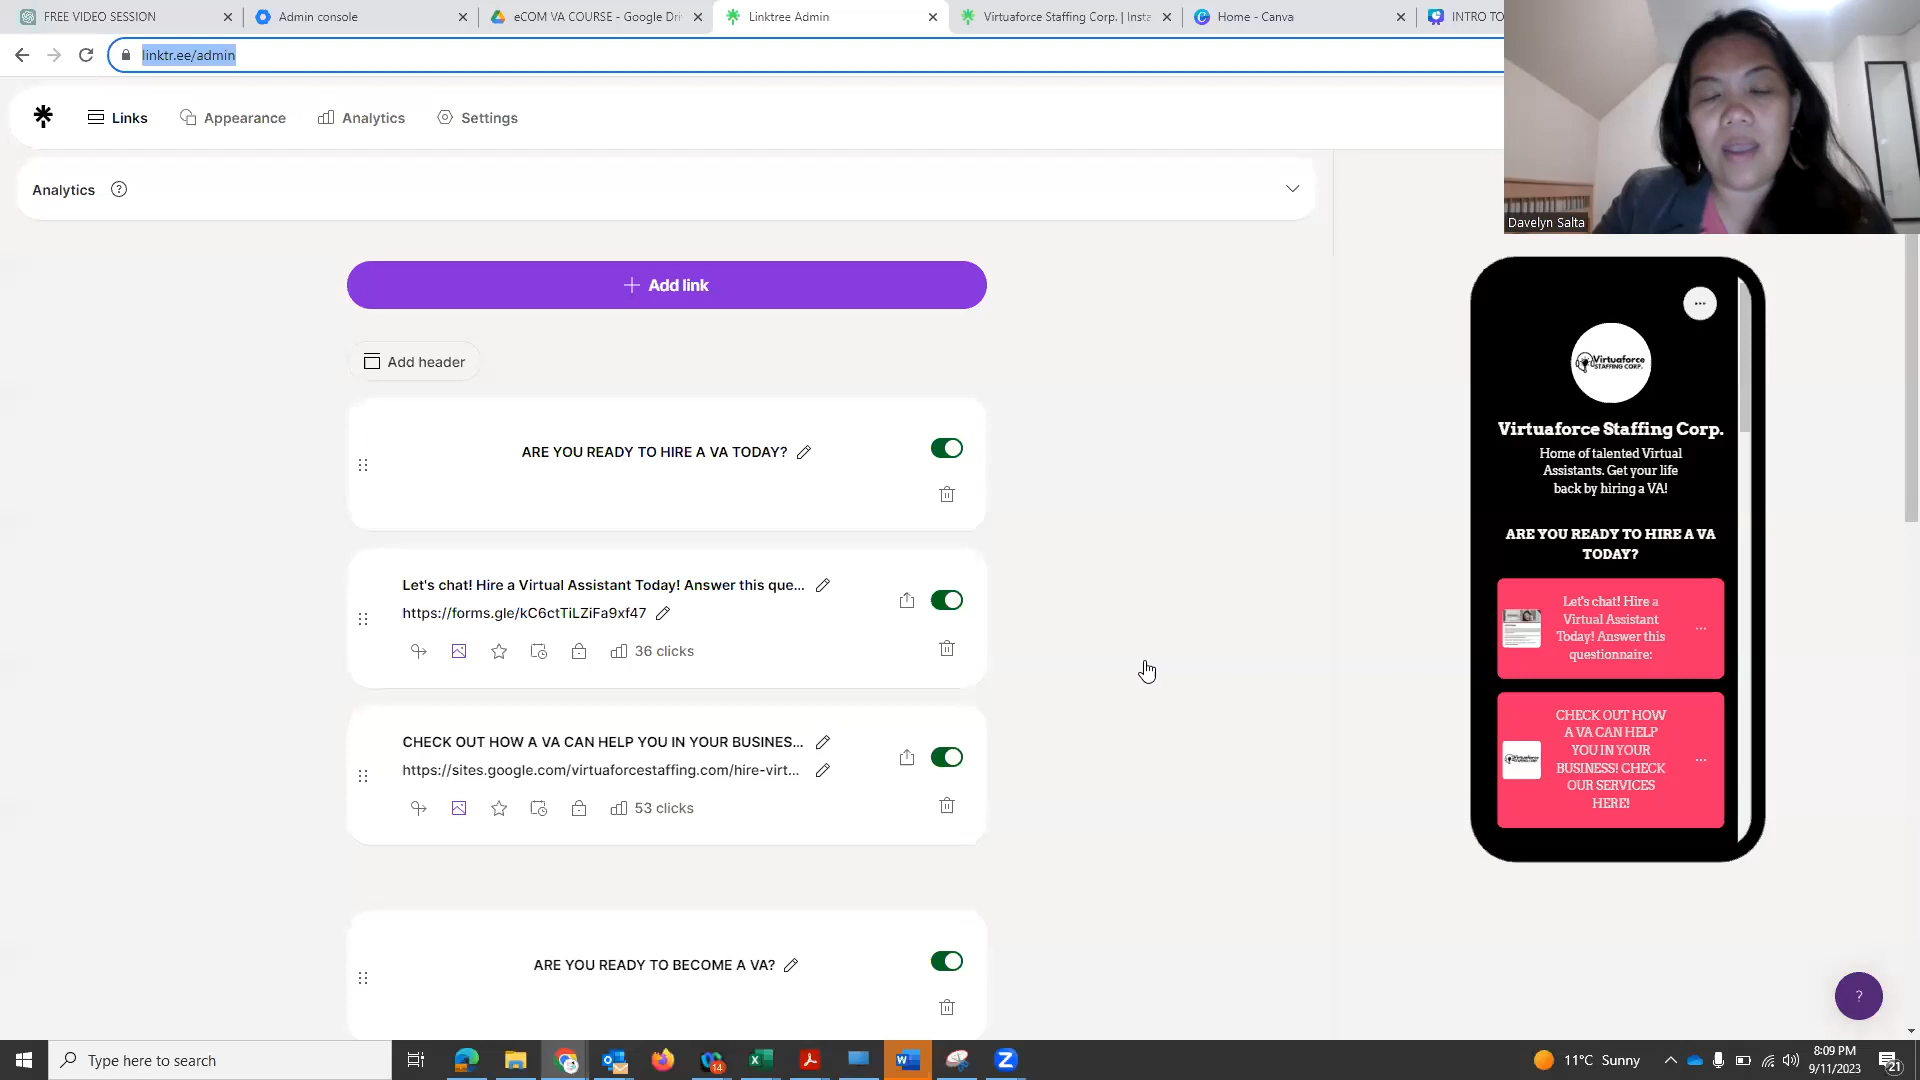 FREE VIDEO SESSION
Admin console
eCOM VA COURSE - Google Dri
Linktree Admin
Virtuaforce Staffing Corp. | Insta
Home - Canva
INTRO TO
linktr.ee/admin
Links
Appearance
Analytics
Settings
Davelyn Salta
Analytics ?
+ Add link
Add header
ARE YOU READY TO HIRE A VA TODAY?
Let's chat! Hire a Virtual Assistant Today! Answer this que...
https://forms.gle/kC6ctTiLZiFa9xf47
36 clicks
CHECK OUT HOW A VA CAN HELP YOU IN YOUR BUSINES...
https://sites.google.com/virtuaforcestaffing.com/hire-virt...
53 clicks
ARE YOU READY TO BECOME A VA?
Virtuaforce
STAFFING CORP.
Virtuaforce Staffing Corp.
Home of talented Virtual
Assistants. Get your life
back by hiring a VA!
ARE YOU READY TO HIRE A VA
TODAY?
Let's chat! Hire a
Virtual Assistant
Today! Answer this
questionnaire:
CHECK OUT HOW
A VA CAN HELP
YOU IN YOUR
BUSINESS! CHECK
OUR SERVICES
HERE!
?
Type here to search
14
11°C Sunny
8:09 PM
9/11/2023
21